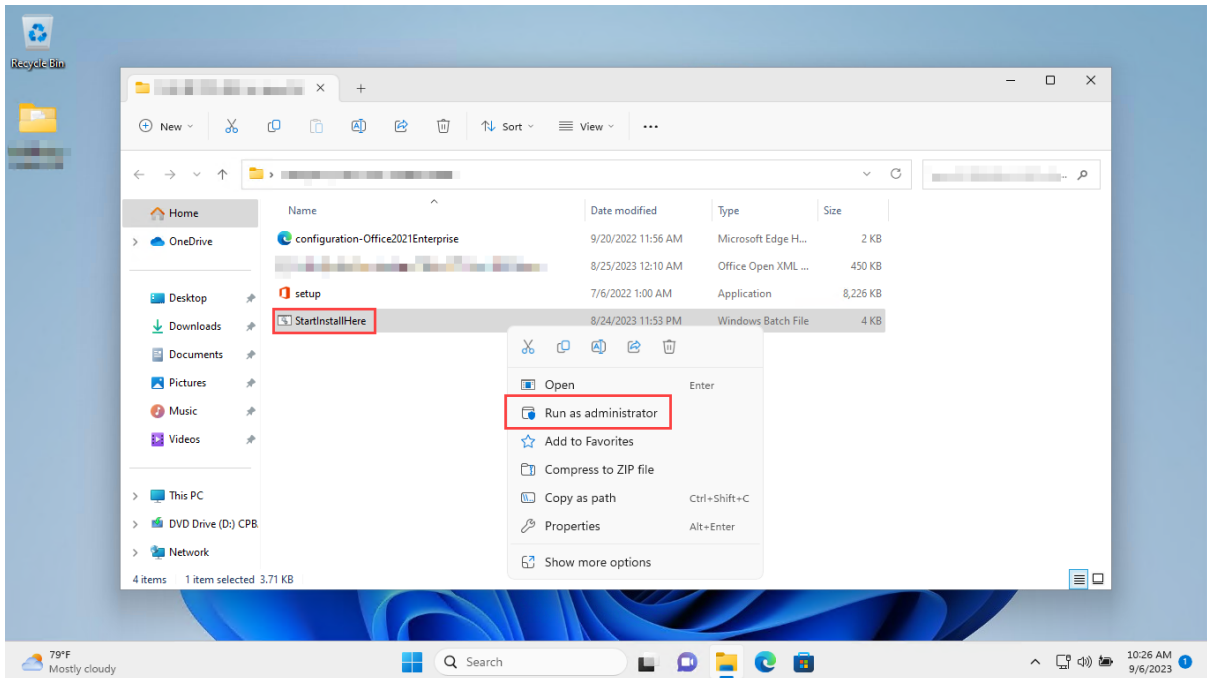 Recycle Bin
New
Sort
View
Home
OneDrive
Desktop
Downloads
Documents
Pictures
Music
Videos
This PC
DVD Drive (D:) CPB
Network
Name Date modified Type Size
configuration-Office2021Enterprise 9/20/2022 11:56 AM Microsoft Edge H... 2 KB
8/25/2023 12:10 AM Office Open XML ... 450 KB
setup 7/6/2022 1:00 AM Application 8,226 KB
StartInstallHere 8/24/2023 11:53 PM Windows Batch File 4 KB
Open Enter
Run as administrator
Add to Favorites
Compress to ZIP file
Copy as path Ctrl+Shift+C
Properties Alt+Enter
Show more options
4 items 1 item selected 3.71 KB
79°F
Mostly cloudy
Search
10:26 AM
9/6/2023
1